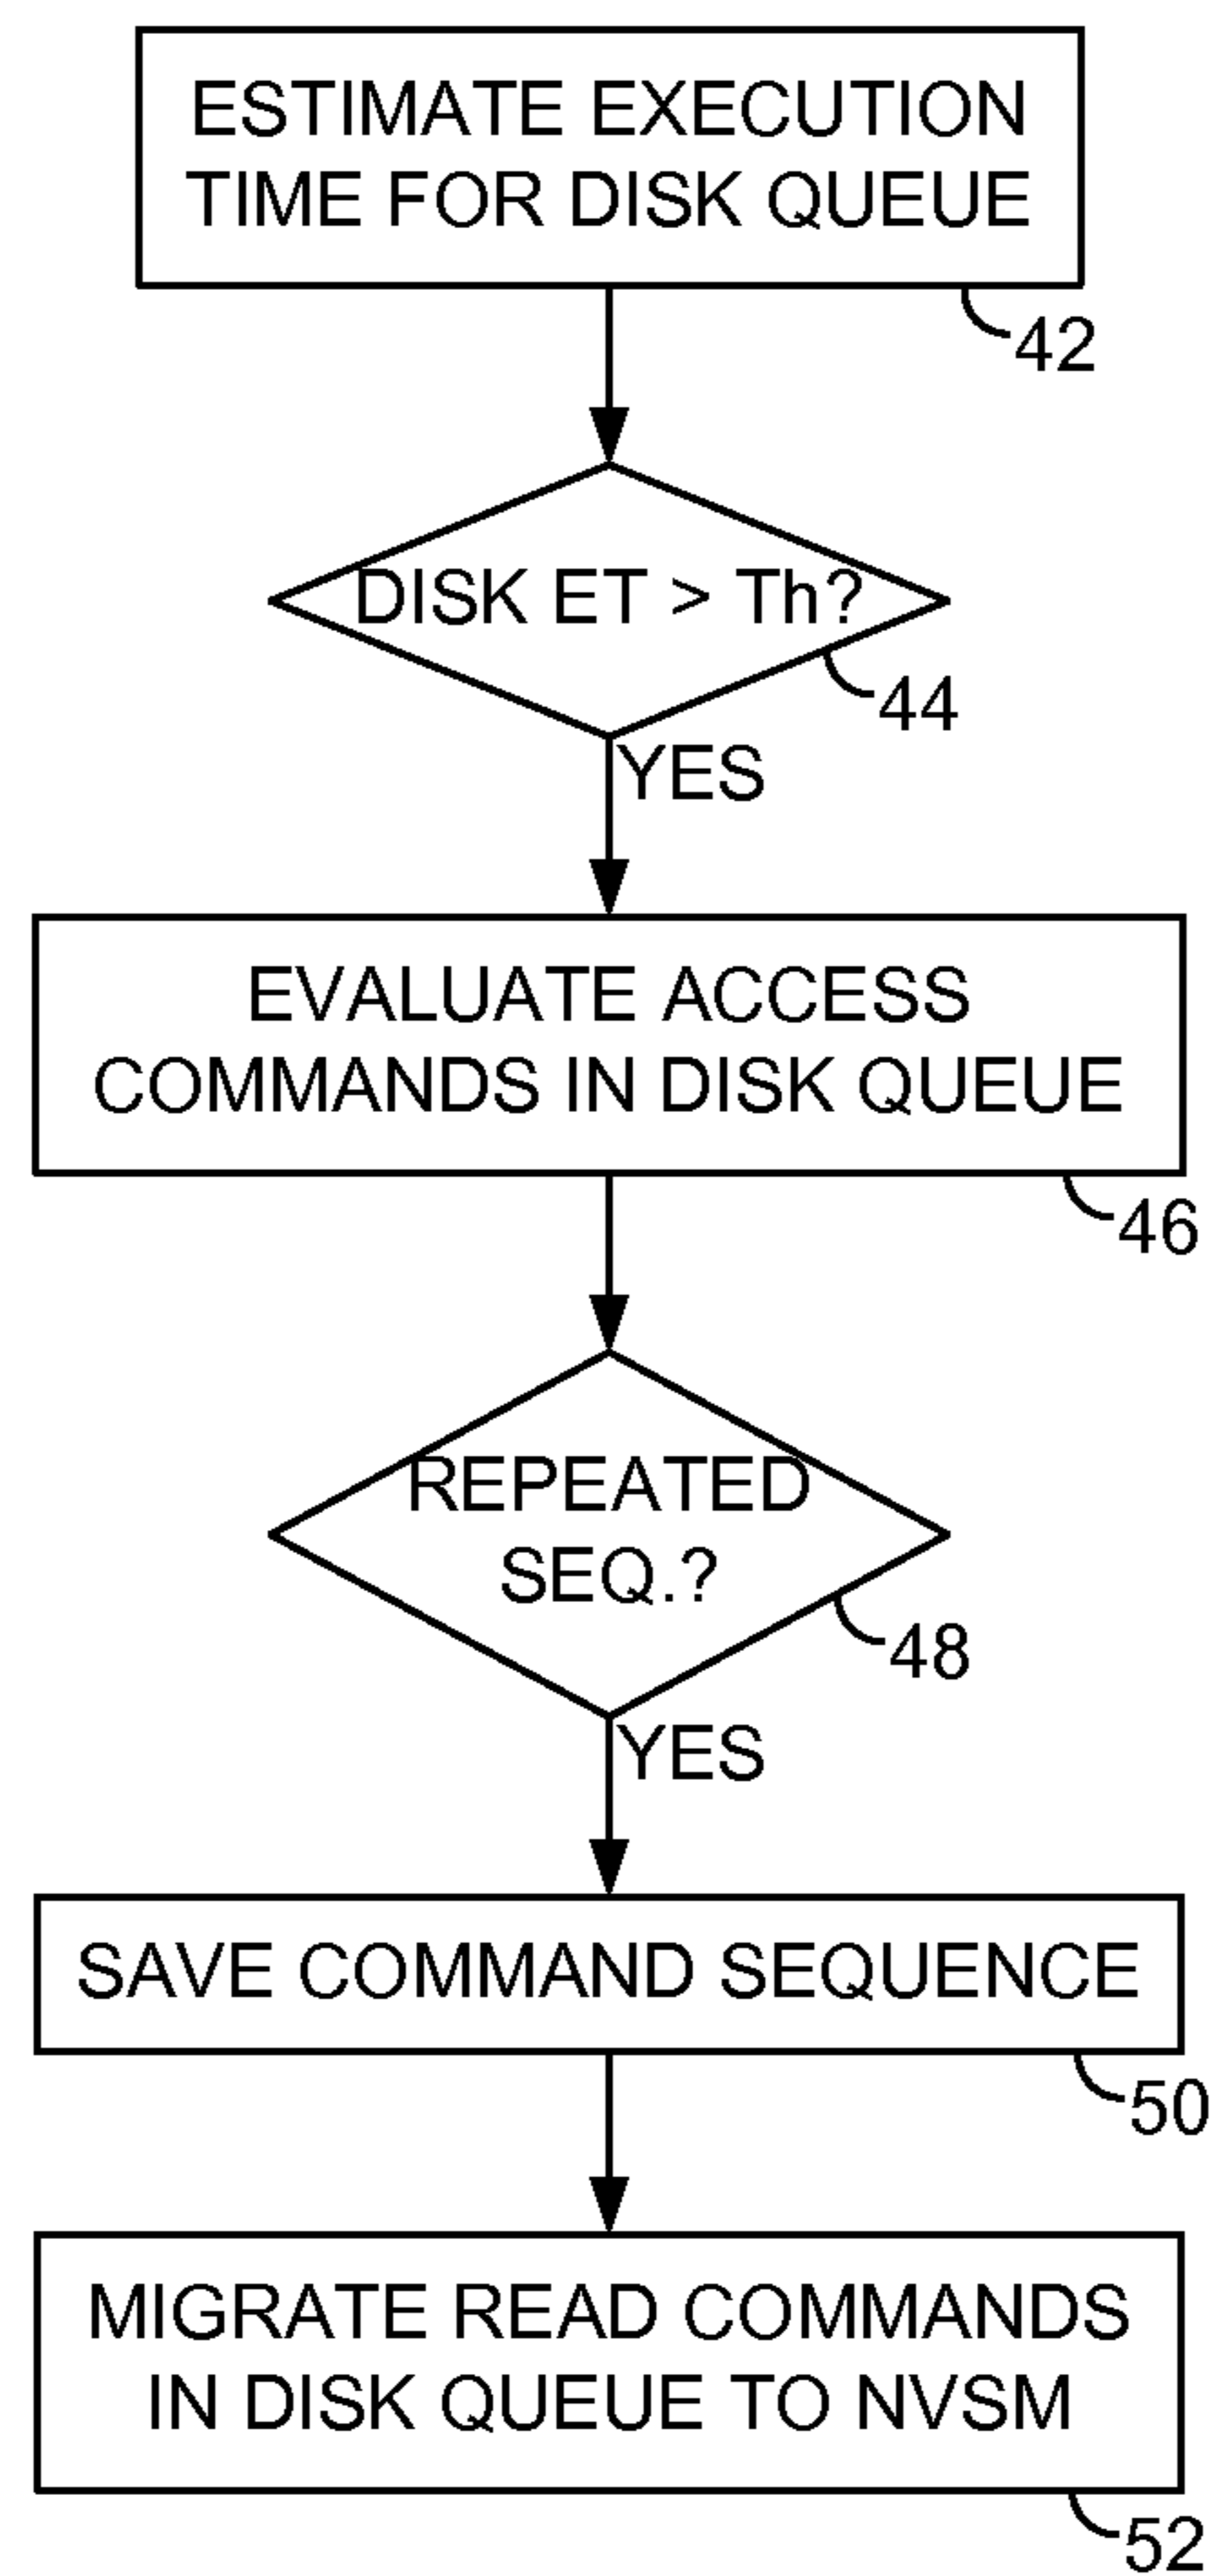 ESTIMATE EXECUTION
TIME FOR DISK QUEUE
42
DISK ET > Th?
44
YES
EVALUATE ACCESS
COMMANDS IN DISK QUEUE
46
REPEATED
SEQ.?
48
YES
SAVE COMMAND SEQUENCE
50
MIGRATE READ COMMANDS
IN DISK QUEUE TO NVSM
52